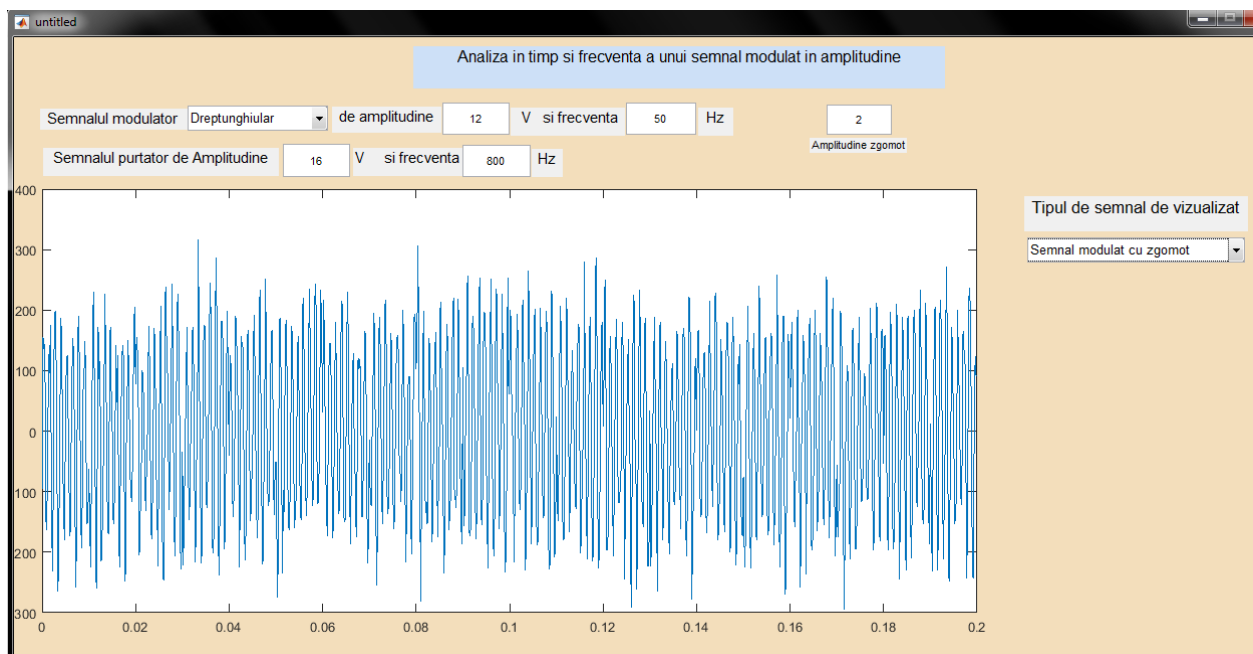 untitled
Analiza in timp si frecventa a unui semnal modulat in amplitudine
Semnalul modulator Dreptunghiular de amplitudine 12 V si frecventa 50 Hz 2
Amplitudine zgomot
Semnalul purtator de Amplitudine 16 V si frecventa 800 Hz
Tipul de semnal de vizualizat
Semnal modulat cu zgomot
400
300
200
100
0
100
200
300
0 0.02 0.04 0.06 0.08 0.1 0.12 0.14 0.16 0.18 0.2